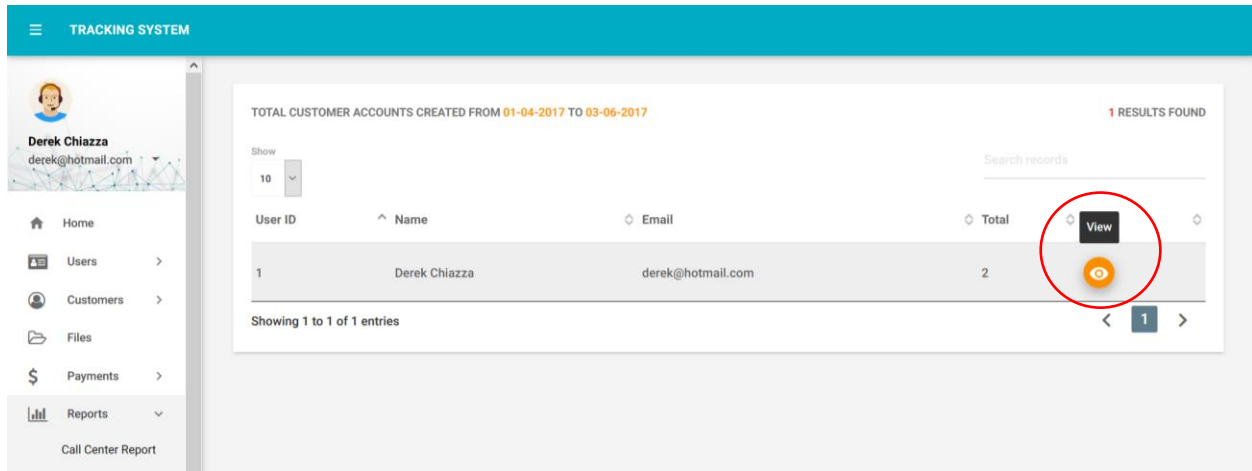 TRACKING SYSTEM
Derek Chiazza
derek@hotmail.com
Home
Users
Customers
Files
Payments
Reports
Call Center Report
TOTAL CUSTOMER ACCOUNTS CREATED FROM 01-04-2017 TO 03-06-2017
1 RESULTS FOUND
Show
10
Search records
User ID Name Email Total View
1 Derek Chiazza derek@hotmail.com 2
Showing 1 to 1 of 1 entries
1